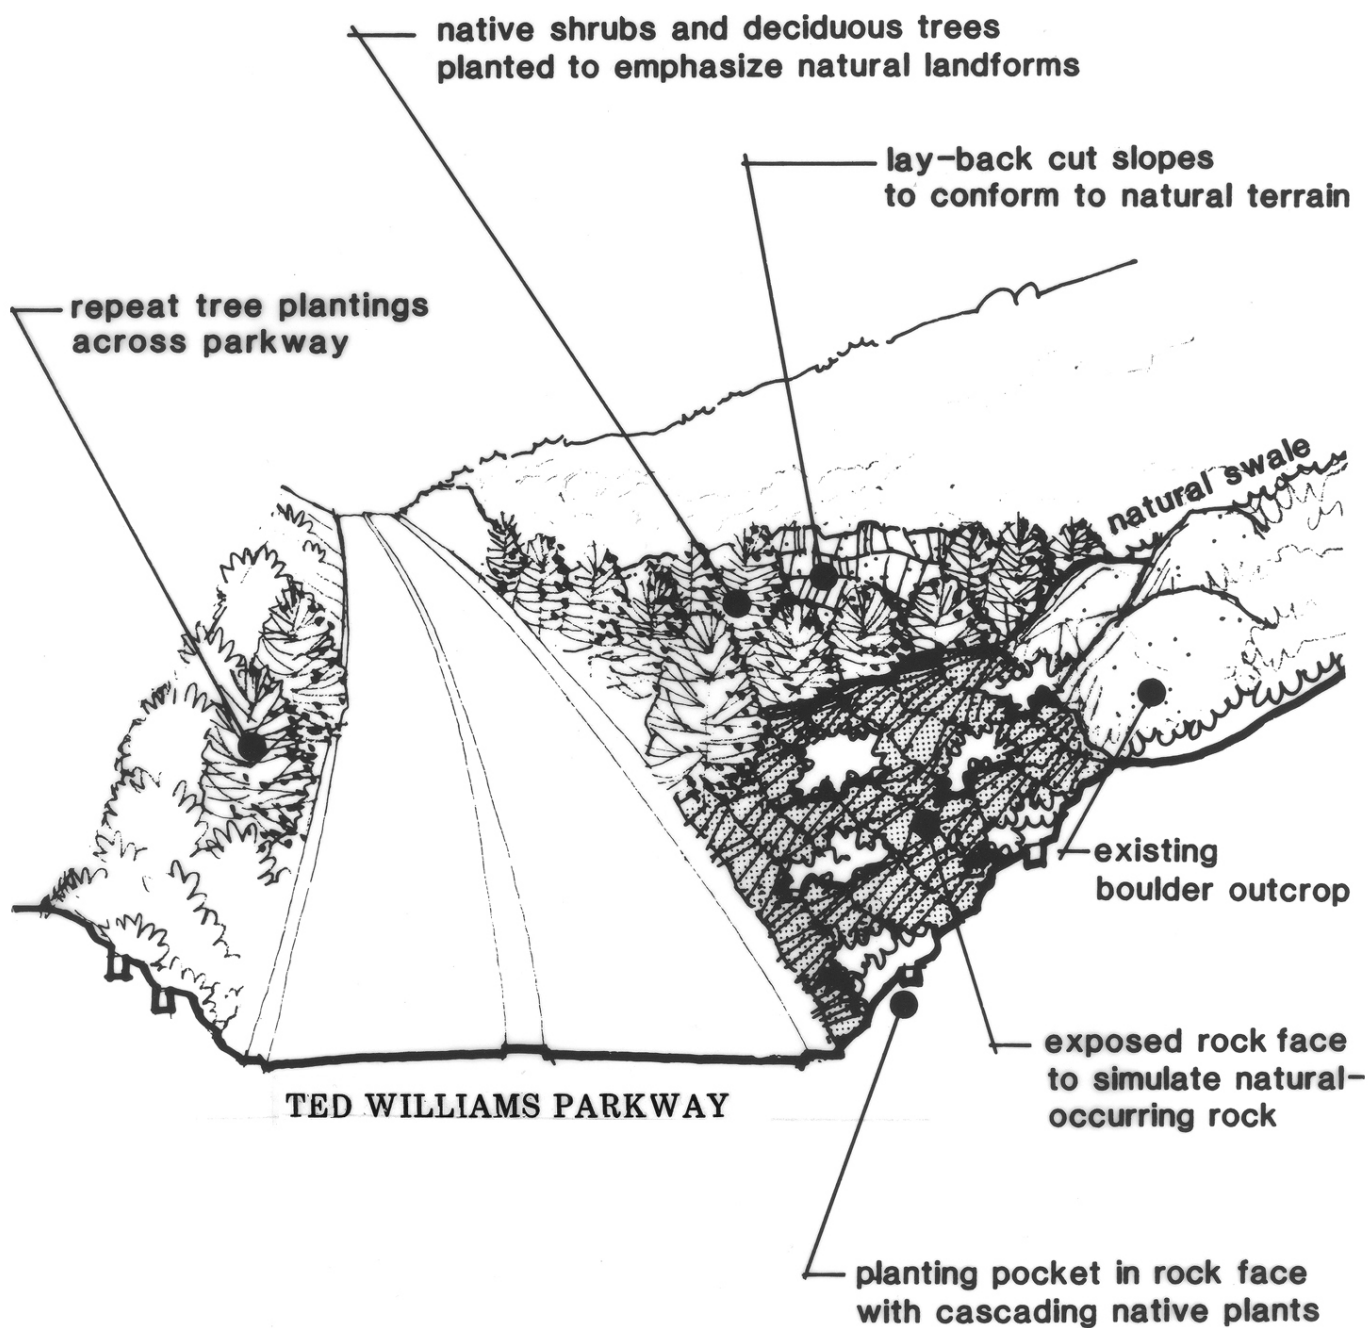 native shrubs and deciduous trees
planted to emphasize natural landforms
lay-back cut slopes
to conform to natural terrain
repeat tree plantings
across parkway
natural swale
existing
boulder outcrop
exposed rock face
to simulate natural-
occurring rock
TED WILLIAMS PARKWAY
planting pocket in rock face
with cascading native plants